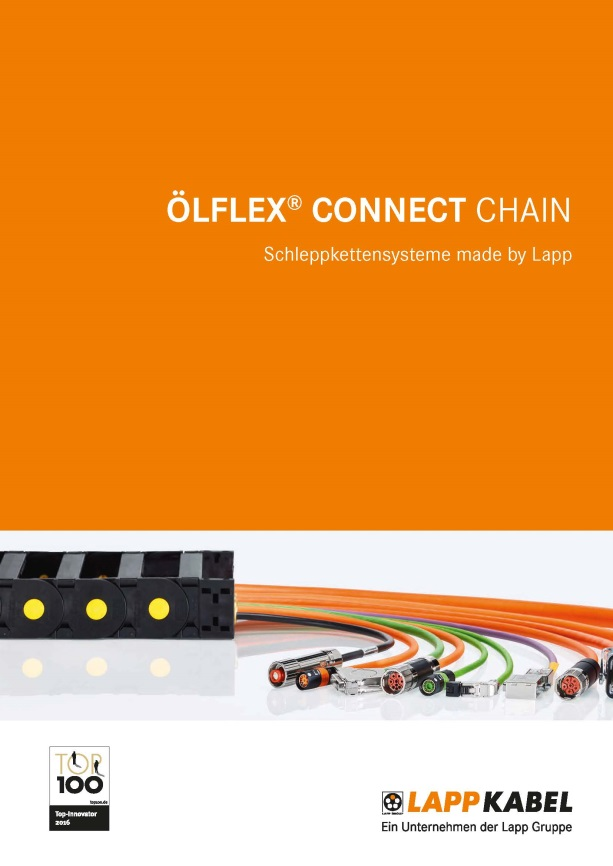 ÖLFLEX® CONNECT CHAIN
Schleppkettensysteme made by Lapp
TOP
100
top100.de
Top-Innovator
2016
LAPP KABEL
Ein Unternehmen der Lapp Gruppe